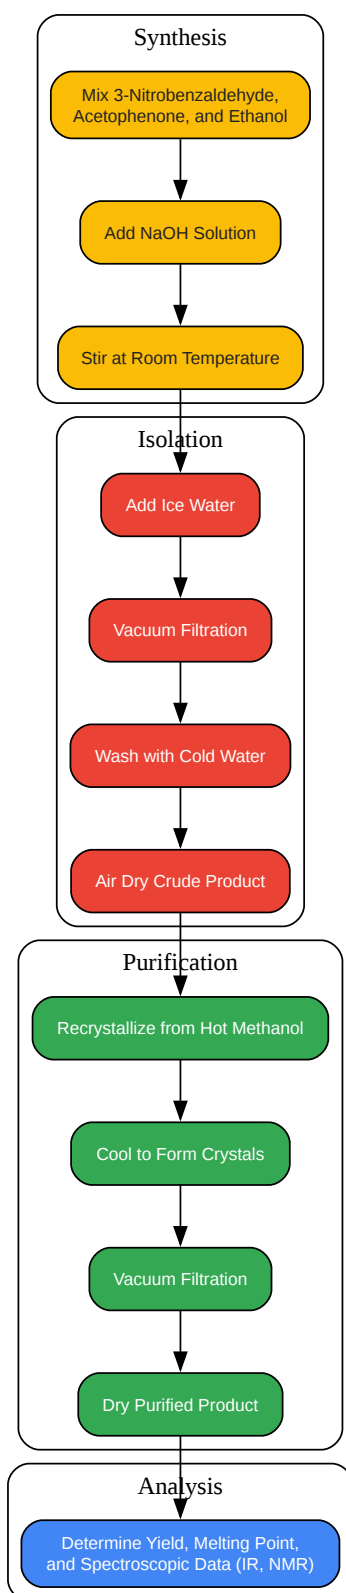 Synthesis
Mix 3-Nitrobenzaldehyde,
Acetophenone, and Ethanol
Add NaOH Solution
Stir at Room Temperature
Isolation
Add Ice Water
Vacuum Filtration
Wash with Cold Water
Air Dry Crude Product
Purification
Recrystallize from Hot Methanol
Cool to Form Crystals
Vacuum Filtration
Dry Purified Product
Analysis
Determine Yield, Melting Point,
and Spectroscopic Data (IR, NMR)